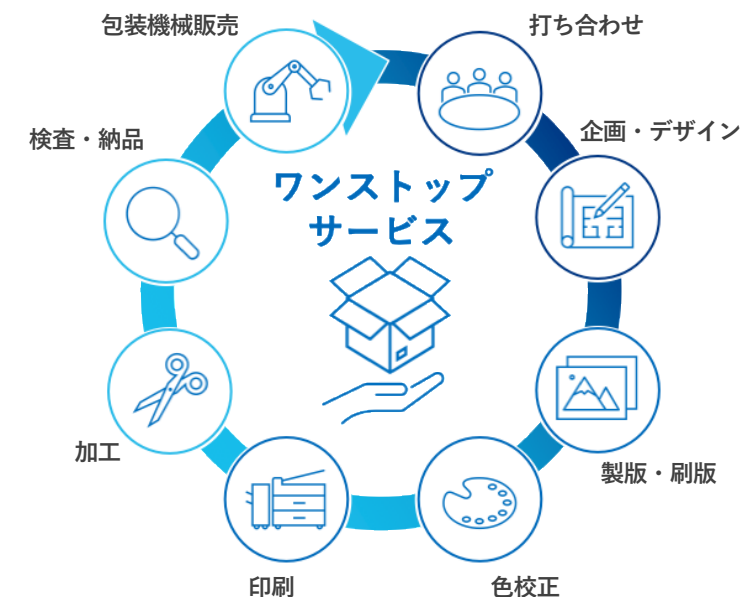 包装機械販売
打ち合わせ
検査・納品
企画・デザイン
ワンストップ
サービス
加工
製版・刷版
印刷
色校正